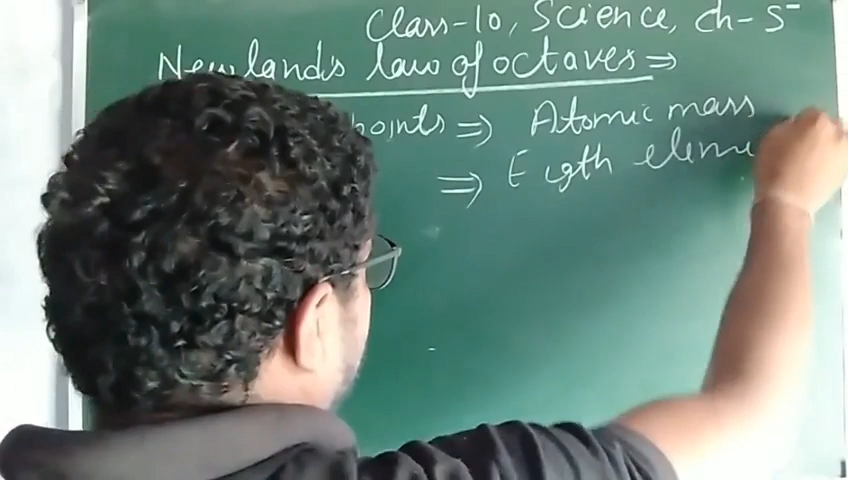 Class-10, Science, ch-5
Newlands law of octaves ⇒
points ⇒ Atomic mass
⇒ Eigth eleme